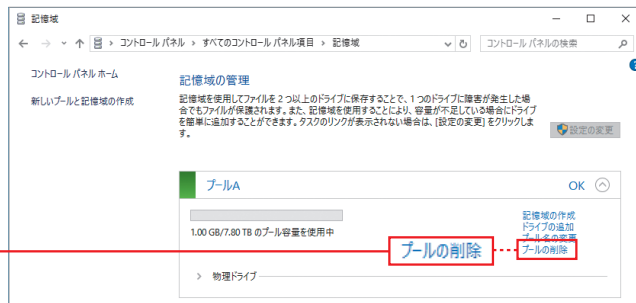 記憶域
コントロール パネル › すべてのコントロール パネル項目 › 記憶域
コントロール パネルの検索
コントロール パネル ホーム
新しいプールと記憶域の作成
記憶域の管理
記憶域を使用してファイルを 2 つ以上のドライブに保存することで、1 つのドライブに障害が発生した場
合でもファイルが保護されます。また、記憶域を使用することにより、容量が不足している場合にドライブ
を簡単に追加することができます。タスクのリンクが表示されない場合は、[設定の変更] をクリックしま
す。
設定の変更
プールA
OK
1.00 GB/7.80 TB のプール容量を使用中
記憶域の作成
ドライブの追加
プール名の変更
プールの削除
プールの削除
物理ドライブ